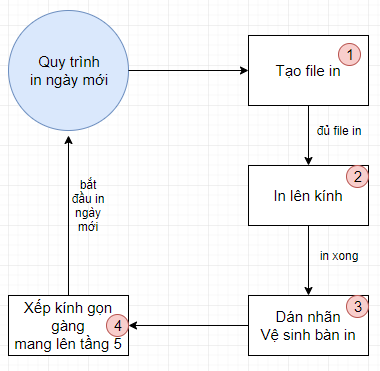 Quy trình
in ngày mới
1
Tạo file in
đủ file in
2
In lên kính
in xong
3
Dán nhãn
Vệ sinh bàn in
Xếp kính gọn
gàng
4
mang lên tầng 5
bắt
đầu in
ngày
mới